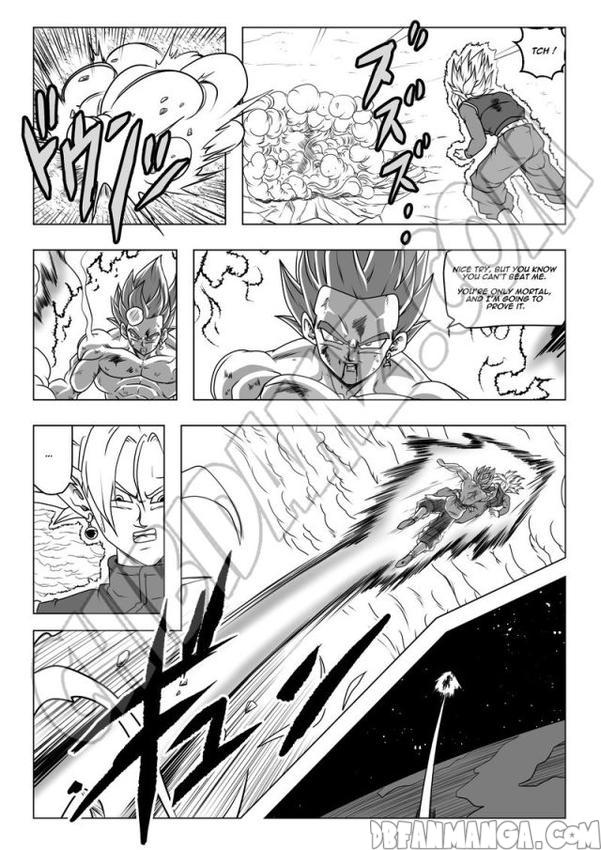 ドウンッ
TCH !
ズズズ...
NICE TRY, BUT YOU KNOW
YOU CAN'T BEAT ME.
YOU'RE ONLY MORTAL,
AND I'M GOING TO
PROVE IT.
...
ギュン
DBFANMANGA.COM